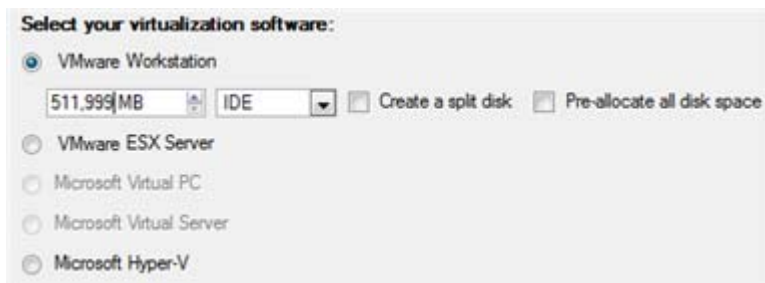 Select your virtualization software:
VMware Workstation
511,999 MB IDE Create a split disk Pre-allocate all disk space
VMware ESX Server
Microsoft Virtual PC
Microsoft Virtual Server
Microsoft Hyper-V